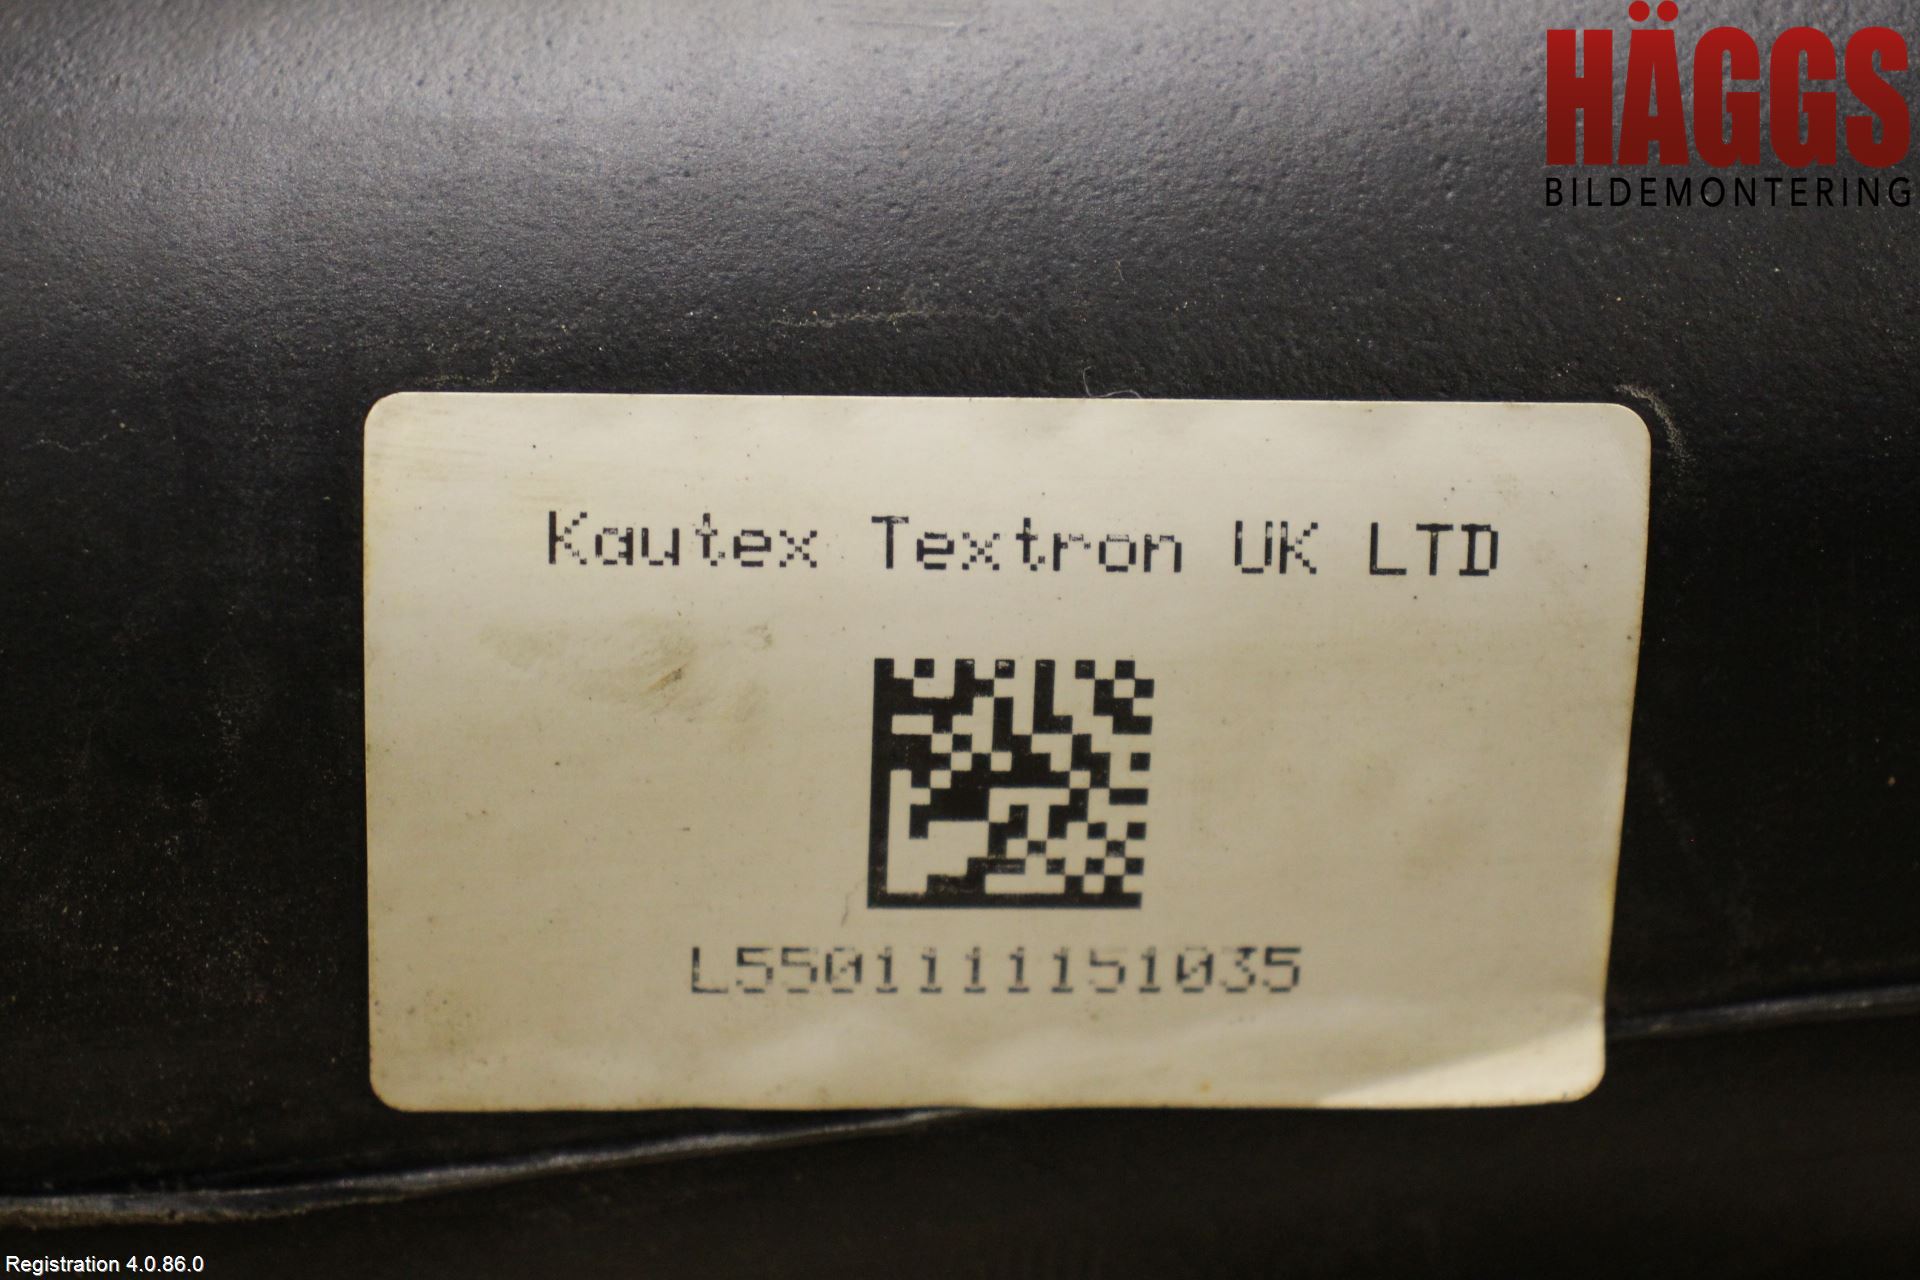 HÄGGS
BILDEMONTERING
Kautex Textron UK LTD
L5501111151035
Registration 4.0.86.0